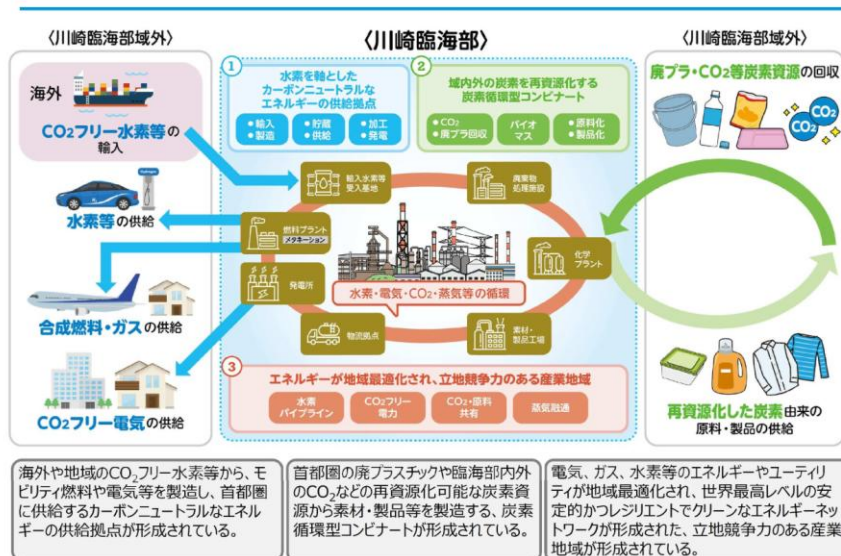 〈川崎臨海部域外〉
海外
CO2フリー水素等の
輸入
水素等の供給
合成燃料・ガスの供給
CO2フリー電気の供給
〈川崎臨海部〉
①
水素を軸とした
カーボンニュートラルな
エネルギーの供給拠点
●輸入
●製造
●貯蔵
●供給
●加工
●発電
②
域内外の炭素を再資源化する
炭素循環型コンビナート
●CO2
●廃プラ回収
バイオ
マス
●原料化
●製品化
輸入水素等
受入基地
廃棄物
処理施設
燃料プラント
メタネーション
化学
プラント
発電所
水素・電気・CO2・蒸気等の循環
物流拠点
素材・
製品工場
③
エネルギーが地域最適化され、立地競争力のある産業地域
水素
パイプライン
CO2フリー
電力
CO2・原料
共有
蒸気融通
〈川崎臨海部域外〉
廃プラ・CO2等炭素資源の回収
CO2
CO2
再資源化した炭素由来の
原料・製品の供給
海外や地域のCO2フリー水素等から、モ
ビリティ燃料や電気等を製造し、首都圏
に供給するカーボンニュートラルなエネル
ギーの供給拠点が形成されている。
首都圏の廃プラスチックや臨海部内外
のCO2などの再資源化可能な炭素資
源から素材・製品等を製造する、炭素
循環型コンビナートが形成されている。
電気、ガス、水素等のエネルギーやユーティリ
ティが地域最適化され、世界最高レベルの安
定的かつレジリエントでクリーンなエネルギーネッ
トワークが形成された、立地競争力のある産業
地域が形成されている。